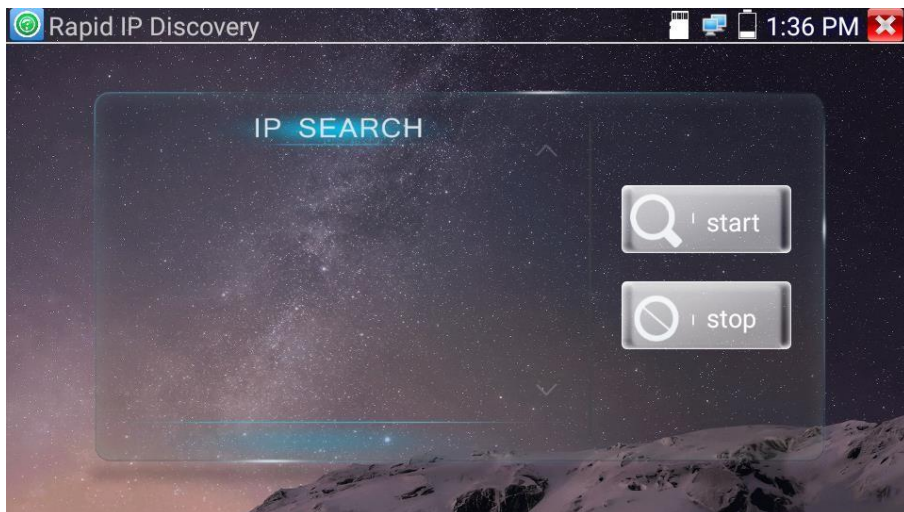 Rapid IP Discovery
1:36 PM
IP SEARCH
start
stop